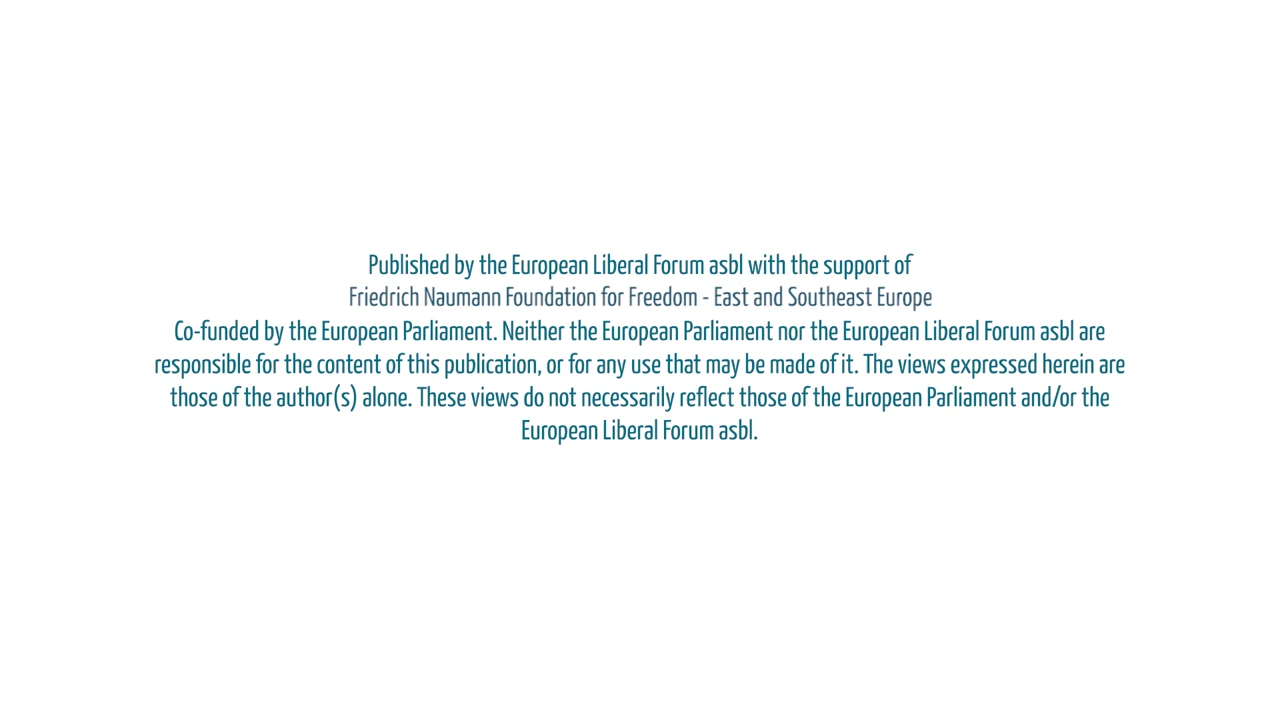 Published by the European Liberal Forum asbl with the support of
Friedrich Naumann Foundation for Freedom - East and Southeast Europe
Co-funded by the European Parliament. Neither the European Parliament nor the European Liberal Forum asbl are
responsible for the content of this publication, or for any use that may be made of it. The views expressed herein are
those of the author(s) alone. These views do not necessarily reflect those of the European Parliament and/or the
European Liberal Forum asbl.